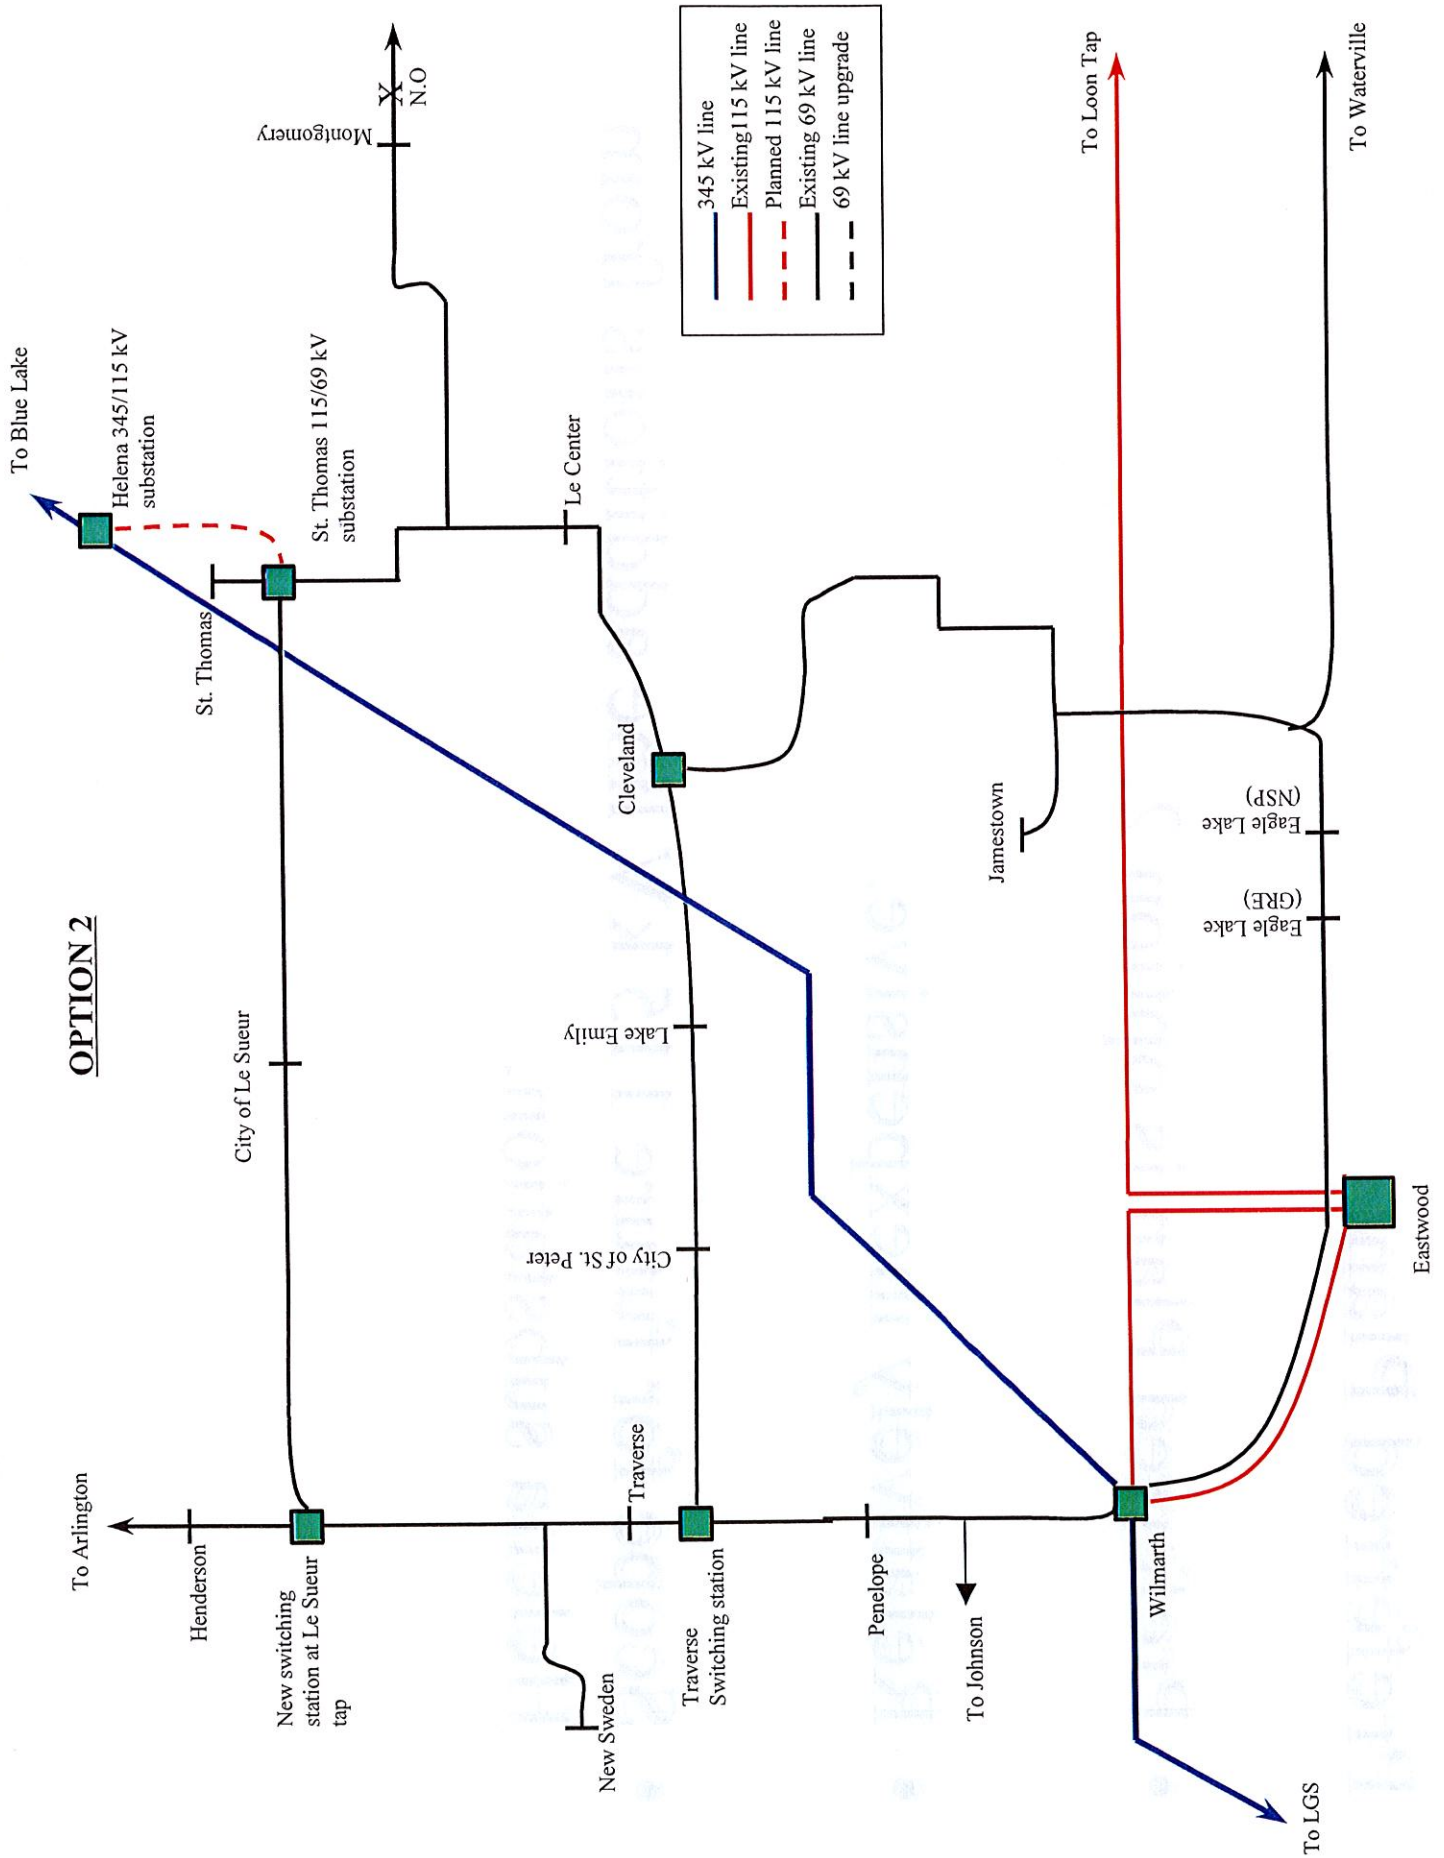 OPTION 2
To Blue Lake
Helena 345/115 kV
substation
St. Thomas 115/69 kV
substation
St. Thomas
City of Le Sueur
To Arlington
Henderson
New switching
station at Le Sueur
tap
Montgomery
X
N.O
Le Center
Cleveland
Lake Emily
City of St. Peter
Traverse
Traverse
Switching station
New Sweden
Penelope
To Johnson
Wilmarth
To LGS
Jamestown
Eagle Lake
(NSP)
Eagle Lake
(GRE)
Eastwood
To Loon Tap
To Waterville
345 kV line
Existing115 kV line
Planned 115 kV line
Existing 69 kV line
69 kV line upgrade